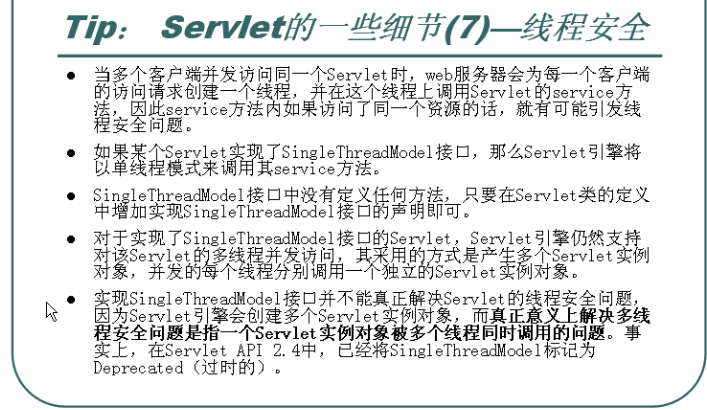 Tip： Servlet的一些细节(7)—线程安全
● 当多个客户端并发访问同一个Servlet时，web服务器会为每一个客户端
的访问请求创建一个线程，并在这个线程上调用Servlet的service方
法，因此service方法内如果访问了同一个资源的话，就有可能引发线
程安全问题。
● 如果某个Servlet实现了SingleThreadModel接口，那么Servlet引擎将
以单线程模式来调用其service方法。
● SingleThreadModel接口中没有定义任何方法，只要在Servlet类的定义
中增加实现SingleThreadModel接口的声明即可。
● 对于实现了SingleThreadModel接口的Servlet，Servlet引擎仍然支持
对该Servlet的多线程并发访问，其采用的方式是产生多个Servlet实例
对象，并发的每个线程分别调用一个独立的Servlet实例对象。
● 实现SingleThreadModel接口并不能真正解决Servlet的线程安全问题，
因为Servlet引擎会创建多个Servlet实例对象，而真正意义上解决多线
程安全问题是指一个Servlet实例对象被多个线程同时调用的问题。事
实上，在Servlet API 2.4中，已经将SingleThreadModel标记为
Deprecated（过时的）。